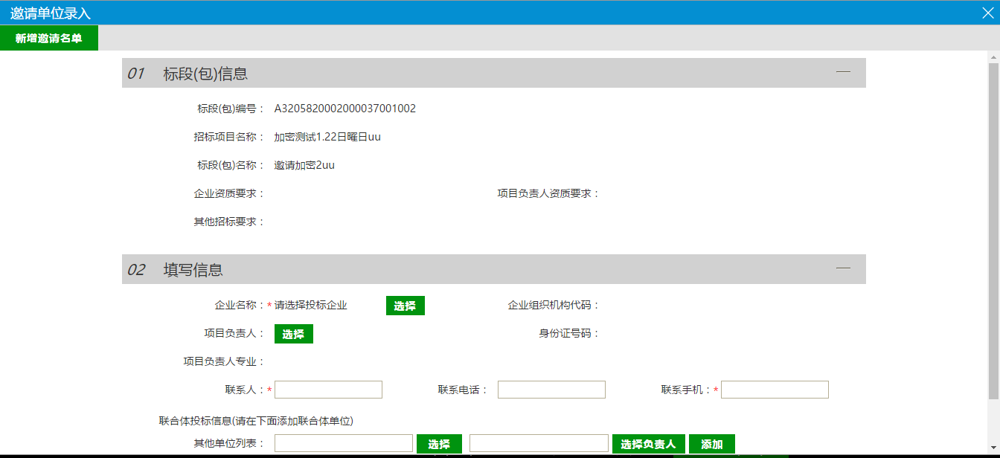 邀请单位录入
新增邀请名单
01 标段(包)信息
标段(包)编号： A3205820002000037001002
招标项目名称： 加密测试1.22日曜日uu
标段(包)名称： 邀请加密2uu
企业资质要求： 项目负责人资质要求：
其他招标要求：
02 填写信息
企业名称：*请选择投标企业 选择 企业组织机构代码：
项目负责人： 选择 身份证号码：
项目负责人专业：
联系人：* 联系电话： 联系手机：*
联合体投标信息(请在下面添加联合体单位)
其他单位列表： 选择 选择负责人 添加